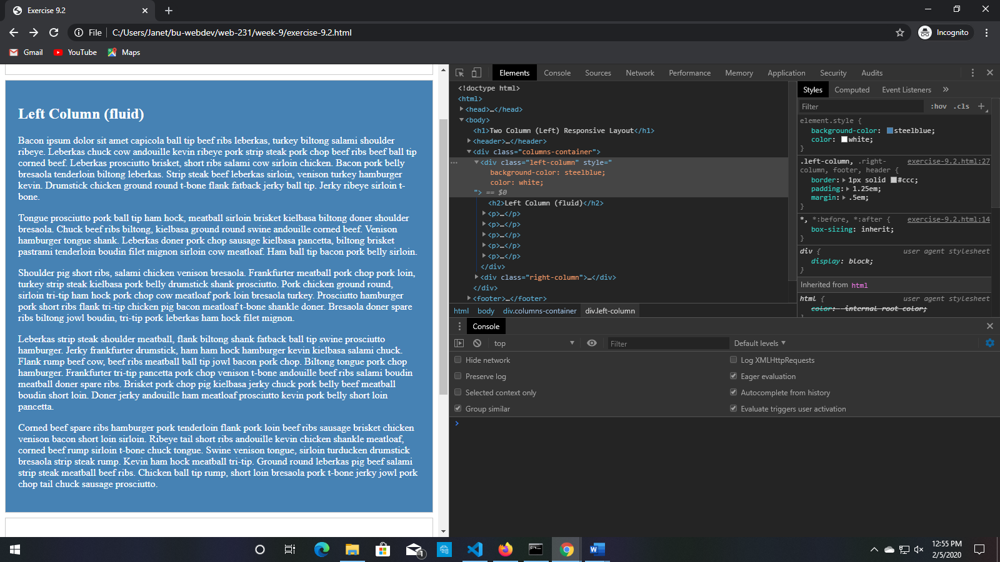 Exercise 9.2
File
C:/Users/Janet/bu-webdev/web-231/week-9/exercise-9.2.html
Incognito
Gmail
YouTube
Maps
Left Column (fluid)
Bacon ipsum dolor sit amet capicola ball tip beef ribs leberkas, turkey biltong salami shoulder
ribeye. Leberkas chuck cow andouille kevin ribeye pork strip steak pork chop beef ribs beef ball tip
corned beef. Leberkas prosciutto brisket, short ribs salami cow sirloin chicken. Bacon pork belly
bresaola tenderloin biltong leberkas. Strip steak beef leberkas sirloin, venison turkey hamburger
kevin. Drumstick chicken ground round t-bone flank fatback jerky ball tip. Jerky ribeye sirloin t-
bone.
Tongue prosciutto pork ball tip ham hock, meatball sirloin brisket kielbasa biltong doner shoulder
bresaola. Chuck beef ribs biltong, kielbasa ground round swine andouille corned beef. Venison
hamburger tongue shank. Leberkas doner pork chop sausage kielbasa pancetta, biltong brisket
pastrami tenderloin boudin filet mignon sirloin cow meatloaf. Ham ball tip bacon pork belly sirloin.
Shoulder pig short ribs, salami chicken venison bresaola. Frankfurter meatball pork chop pork loin,
turkey strip steak kielbasa pork belly drumstick shank prosciutto. Pork chicken ground round,
sirloin tri-tip ham hock pork chop cow meatloaf pork loin bresaola turkey. Prosciutto hamburger
pork short ribs flank tri-tip chicken pig bacon meatloaf t-bone shankle doner. Bresaola doner spare
ribs biltong jowl boudin, tri-tip pork leberkas ham hock filet mignon.
Leberkas strip steak shoulder meatball, flank biltong shank fatback ball tip swine prosciutto
hamburger. Jerky frankfurter drumstick, ham ham hock hamburger kevin kielbasa salami chuck.
Flank rump beef cow, beef ribs meatball ball tip jowl bacon pork chop. Biltong tongue pork chop
hamburger. Frankfurter tri-tip pancetta pork chop venison t-bone andouille beef ribs salami boudin
meatball doner spare ribs. Brisket pork chop pig kielbasa jerky chuck pork belly beef meatball
boudin short loin. Doner jerky andouille ham meatloaf prosciutto kevin pork belly short loin
pancetta.
Corned beef spare ribs hamburger pork tenderloin flank pork loin beef ribs sausage brisket chicken
venison bacon short loin sirloin. Ribeye tail short ribs andouille kevin chicken shankle meatloaf,
corned beef rump sirloin t-bone chuck tongue. Swine venison tongue, sirloin turducken drumstick
bresaola strip steak rump. Kevin ham hock meatball tri-tip. Ground round leberkas pig beef salami
strip steak meatball beef ribs. Chicken ball tip rump, short loin bresaola pork t-bone jerky jowl pork
chop tail chuck sausage prosciutto.
Elements Console Sources Network Performance Memory Application Security Audits
<!doctype html>
<html>
<head>…</head>
<body>
<h1>Two Column (Left) Responsive Layout</h1>
<header>…</header>
<div class="columns-container">
<div class="left-column" style="
background-color: steelblue;
color: white;
"> == $0
<h2>Left Column (fluid)</h2>
<p>…</p>
<p>…</p>
<p>…</p>
<p>…</p>
<p>…</p>
</div>
<div class="right-column">…</div>
</div>
<footer>…</footer>
html body div.columns-container div.left-column
Styles Computed Event Listeners »
Filter :hov .cls +
element.style {
background-color: steelblue;
color: white;
}
.left-column, .right-column, footer, header { exercise-9.2.html:27
border: 1px solid #ccc;
padding: 1.25em;
margin: .5em;
}
*, *:before, *:after { exercise-9.2.html:14
box-sizing: inherit;
}
div { user agent stylesheet
display: block;
}
Inherited from html
html { user agent stylesheet
color: -internal-root-color;
Console
top Filter Default levels
Hide network Log XMLHttpRequests
Preserve log Eager evaluation
Selected context only Autocomplete from history
Group similar Evaluate triggers user activation
1
12:55 PM
2/5/2020